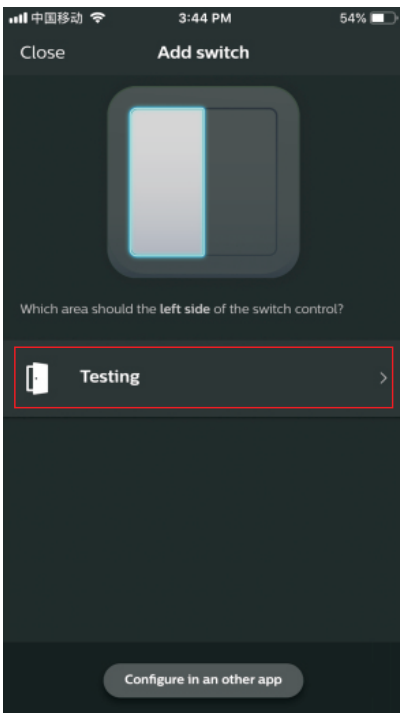 中国移动 3:44 PM 54%
Close Add switch
Which area should the left side of the switch control?
Testing
Configure in an other app